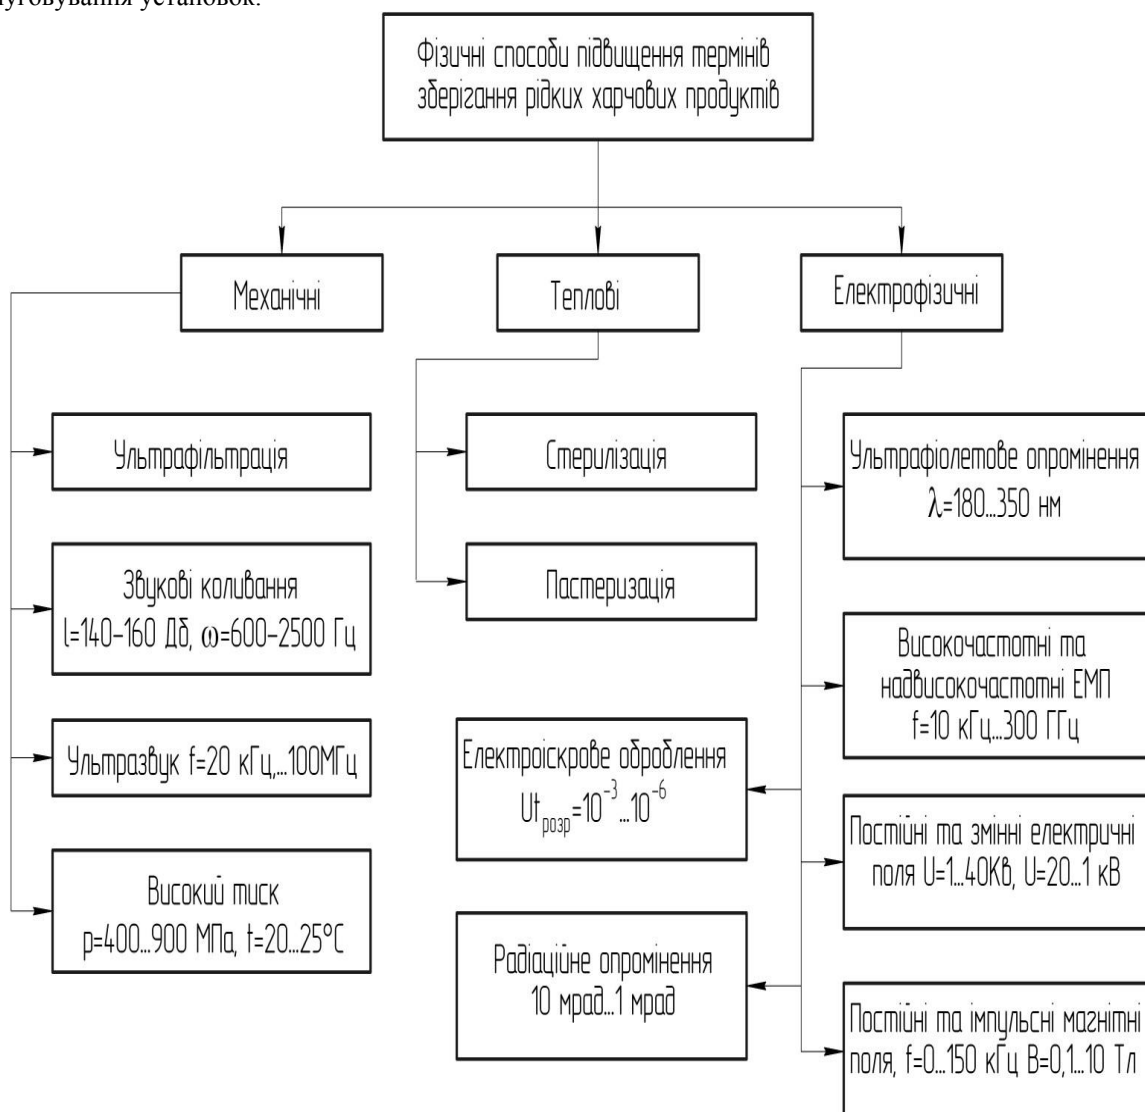 луговування установок.
Фізичні способи підвищення термінів
зберігання рідких харчових продуктів
Механічні
Теплові
Електрофізичні
Ультрафільтрація
Звукові коливання
l=140-160 Дб, ω=600-2500 Гц
Ультразвук f=20 кГц,...100МГц
Високий тиск
p=400...900 МПа, t=20...25°C
Стерилізація
Пастеризація
Електроіскрове оброблення
Ut_розр=10⁻³...10⁻⁶
Радіаційне опромінення
10 мрад...1 мрад
Ультрафіолетове опромінення
λ=180...350 нм
Височастотні та
надвисокочастотні ЕМП
f=10 кГц...300 ГГц
Постійні та змінні електричні
поля U=1...40Кв, U=20...1 кВ
Постійні та імпульсні магнітні
поля, f=0...150 кГц B=0,1...10 Тл